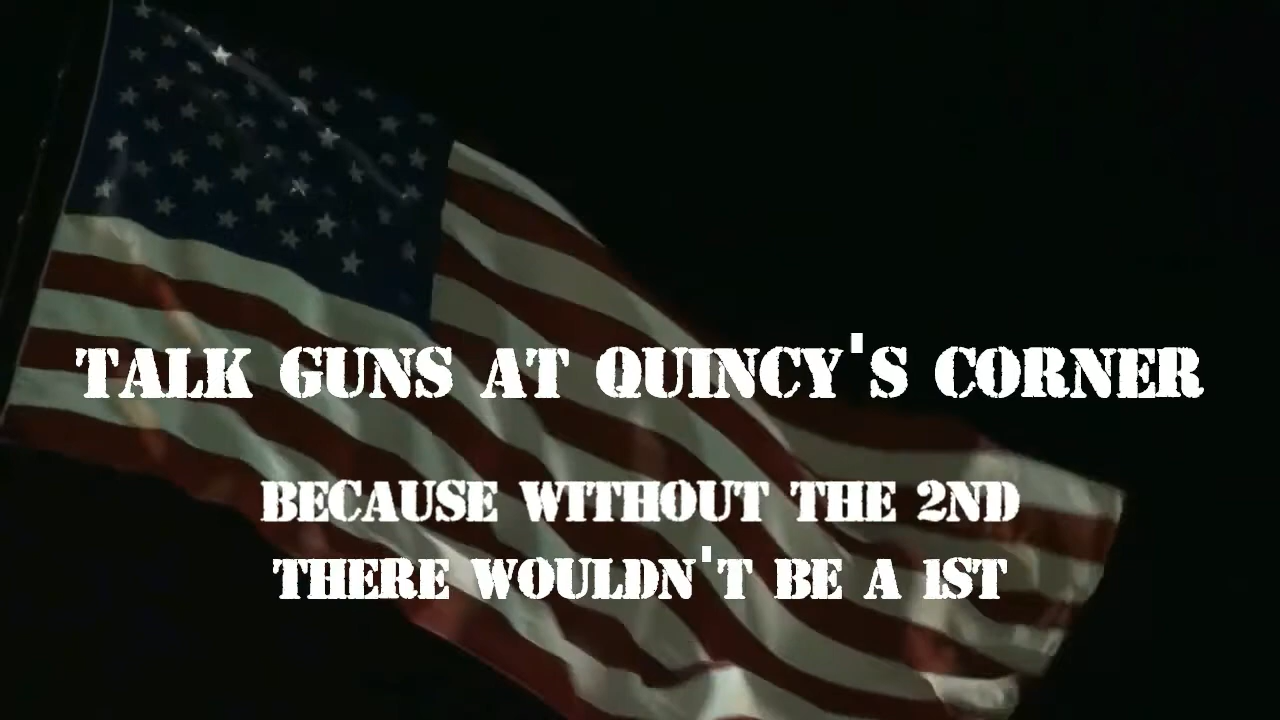 TALK GUNS AT QUINCY'S CORNER
BECAUSE WITHOUT THE 2ND
THERE WOULDN'T BE A 1ST